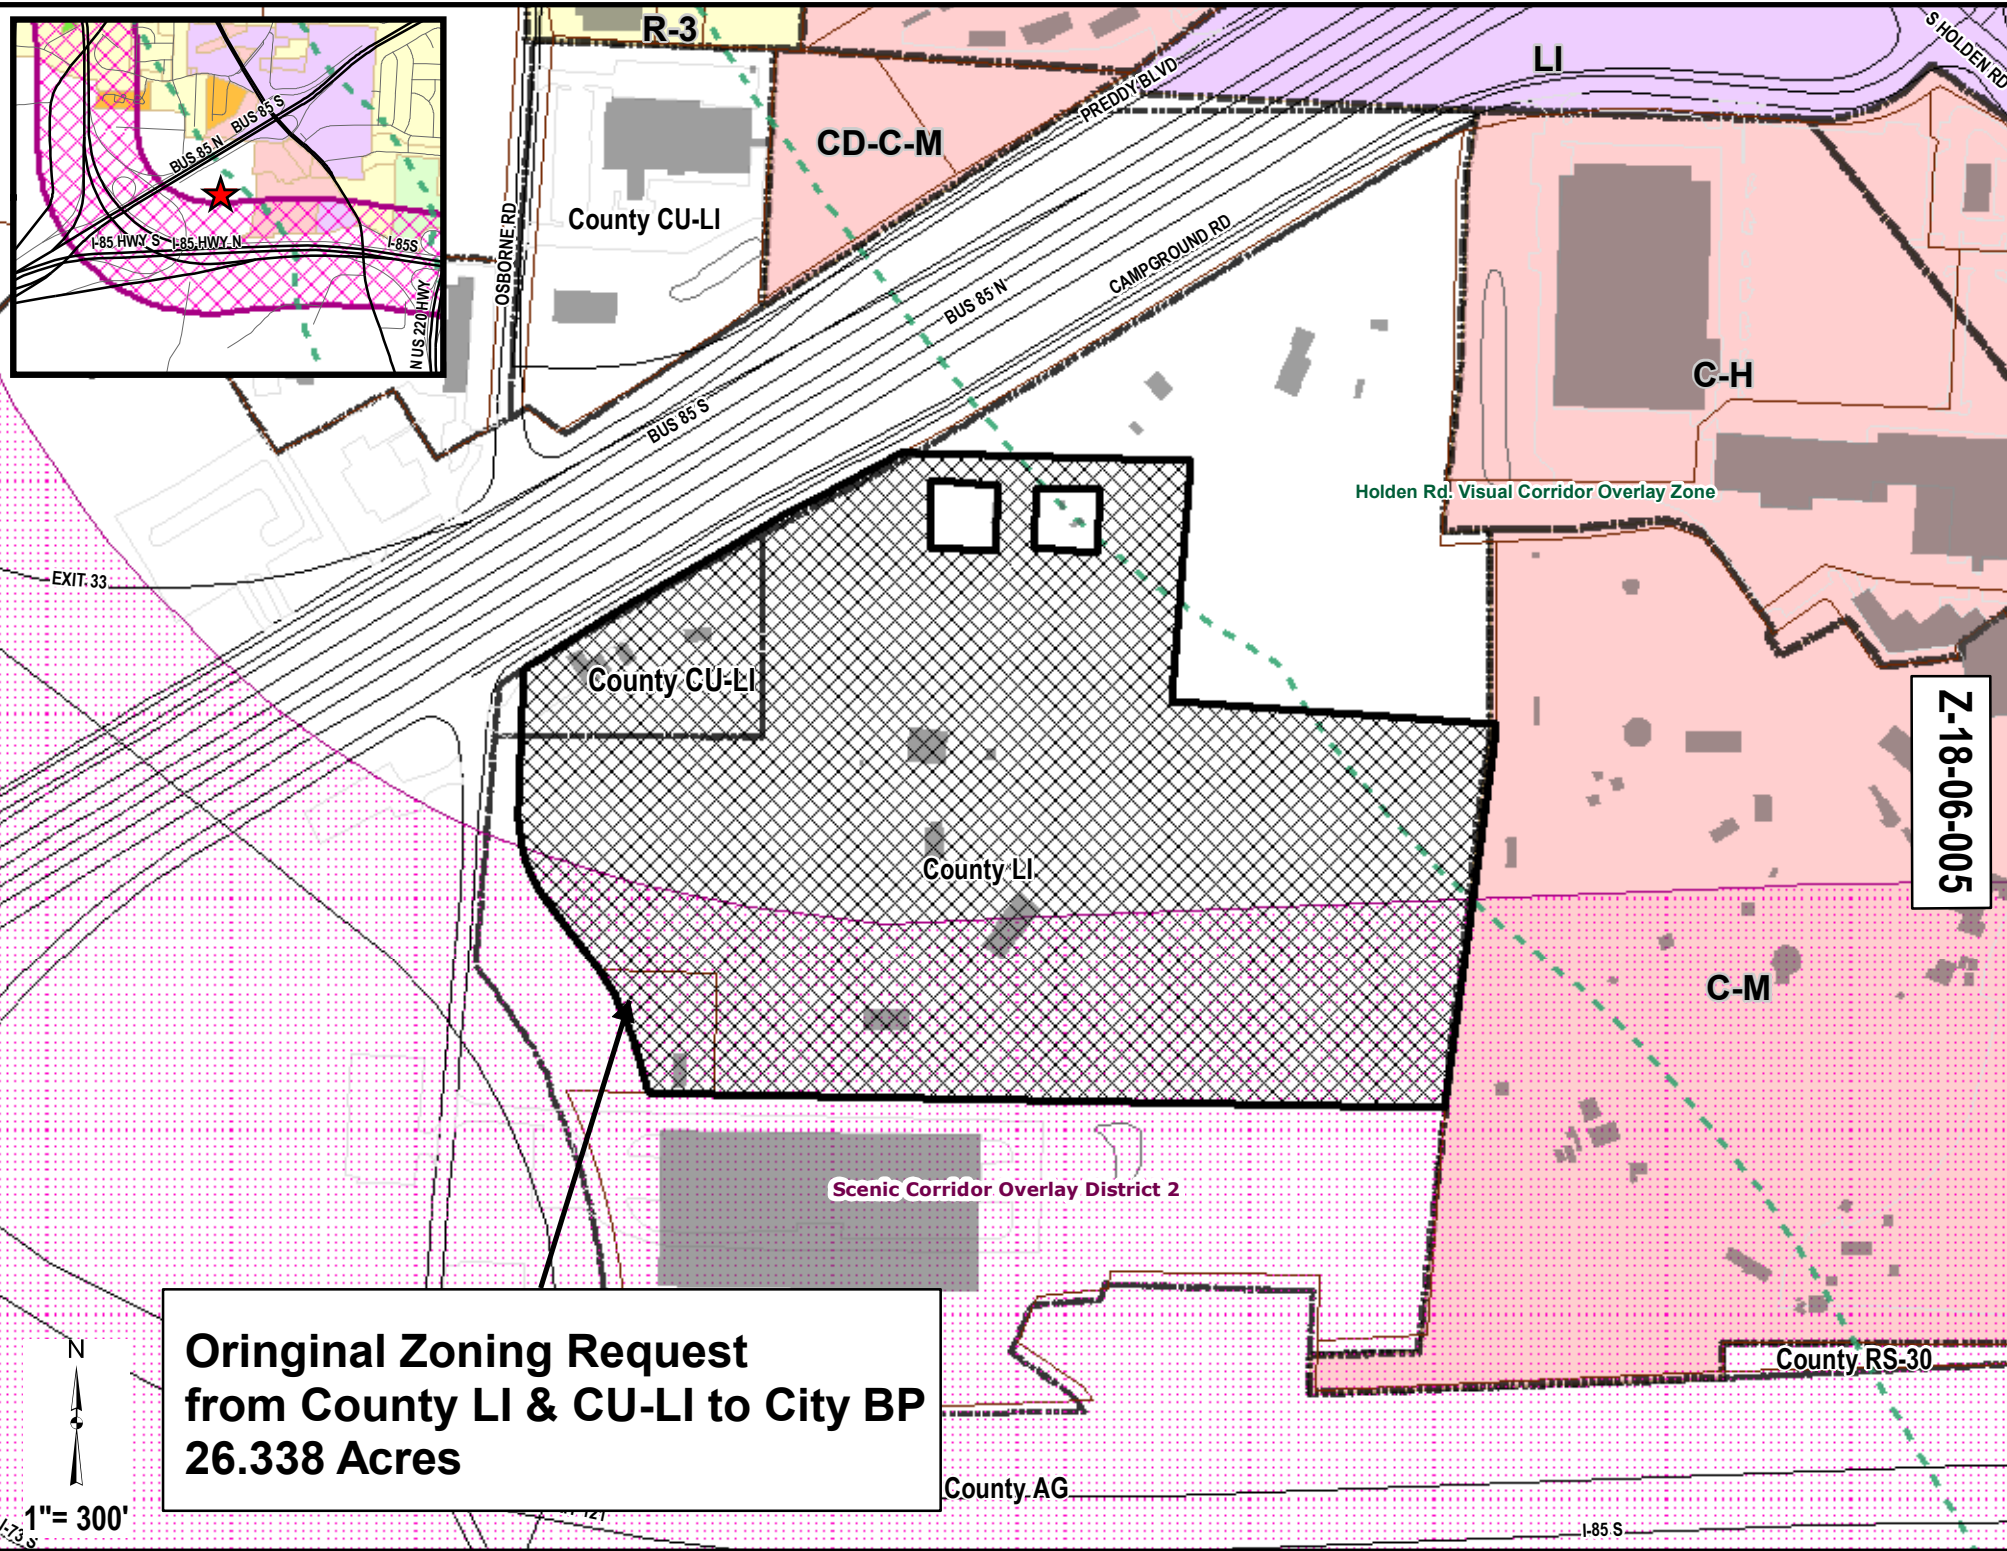 R-3
LI
S HOLDEN RD
PREDDY BLVD
CD-C-M
BUS 85 S
BUS 85 N
I-85 HWY S
I-85 HWY N
I-85S
N US 220 HWY
OSBORNE RD
County CU-LI
CAMPGROUND RD
BUS 85 N
BUS 85 S
C-H
Holden Rd. Visual Corridor Overlay Zone
EXIT 33
County CU-LI
Z-18-06-005
County LI
C-M
Scenic Corridor Overlay District 2
County RS-30
Oringinal Zoning Request
from County LI & CU-LI to City BP
26.338 Acres
N
1"= 300'
County AG
I-73 S
I-85 S